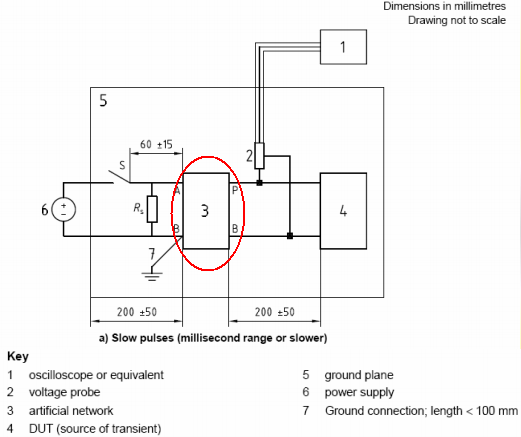 Dimensions in millimetres
Drawing not to scale
1
5
60 ±15
S
2
A
P
6
+
−
Rs
3
4
B
B
7
200 ±50
200 ±50
a) Slow pulses (millisecond range or slower)
Key
1 oscilloscope or equivalent
2 voltage probe
3 artificial network
4 DUT (source of transient)
5 ground plane
6 power supply
7 Ground connection; length < 100 mm